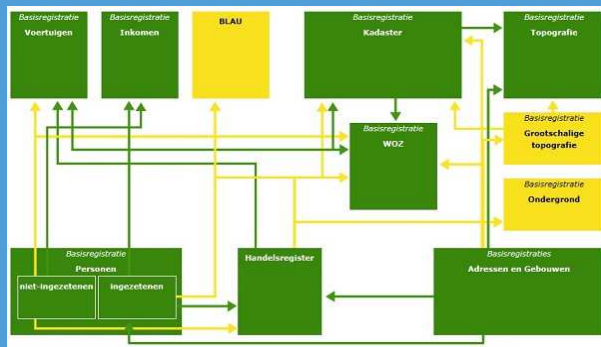 Basisregistratie
Voertuigen
Basisregistratie
Inkomen
BLAU
Basisregistratie
Kadaster
Basisregistratie
Topografie
Basisregistratie
WOZ
Basisregistratie
Grootschalige
topografie
Basisregistratie
Ondergrond
Basisregistratie
Personen
niet-ingezetenen
ingezetenen
Handelsregister
Basisregistraties
Adressen en Gebouwen